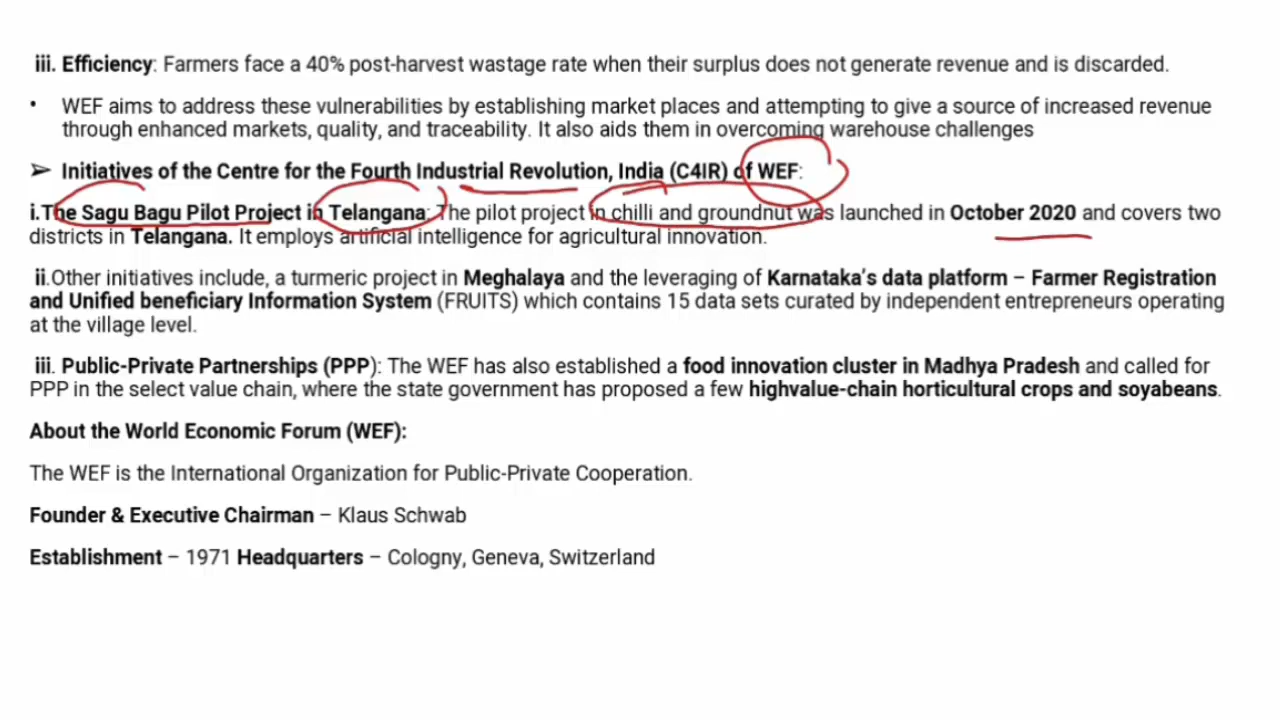 iii. Efficiency: Farmers face a 40% post-harvest wastage rate when their surplus does not generate revenue and is discarded.
• WEF aims to address these vulnerabilities by establishing market places and attempting to give a source of increased revenue
through enhanced markets, quality, and traceability. It also aids them in overcoming warehouse challenges
➢ Initiatives of the Centre for the Fourth Industrial Revolution, India (C4IR) of WEF:
i.The Sagu Bagu Pilot Project in Telangana: The pilot project in chilli and groundnut was launched in October 2020 and covers two
districts in Telangana. It employs artificial intelligence for agricultural innovation.
ii.Other initiatives include, a turmeric project in Meghalaya and the leveraging of Karnataka's data platform – Farmer Registration
and Unified beneficiary Information System (FRUITS) which contains 15 data sets curated by independent entrepreneurs operating
at the village level.
iii. Public-Private Partnerships (PPP): The WEF has also established a food innovation cluster in Madhya Pradesh and called for
PPP in the select value chain, where the state government has proposed a few highvalue-chain horticultural crops and soyabeans.
About the World Economic Forum (WEF):
The WEF is the International Organization for Public-Private Cooperation.
Founder & Executive Chairman – Klaus Schwab
Establishment – 1971 Headquarters – Cologny, Geneva, Switzerland